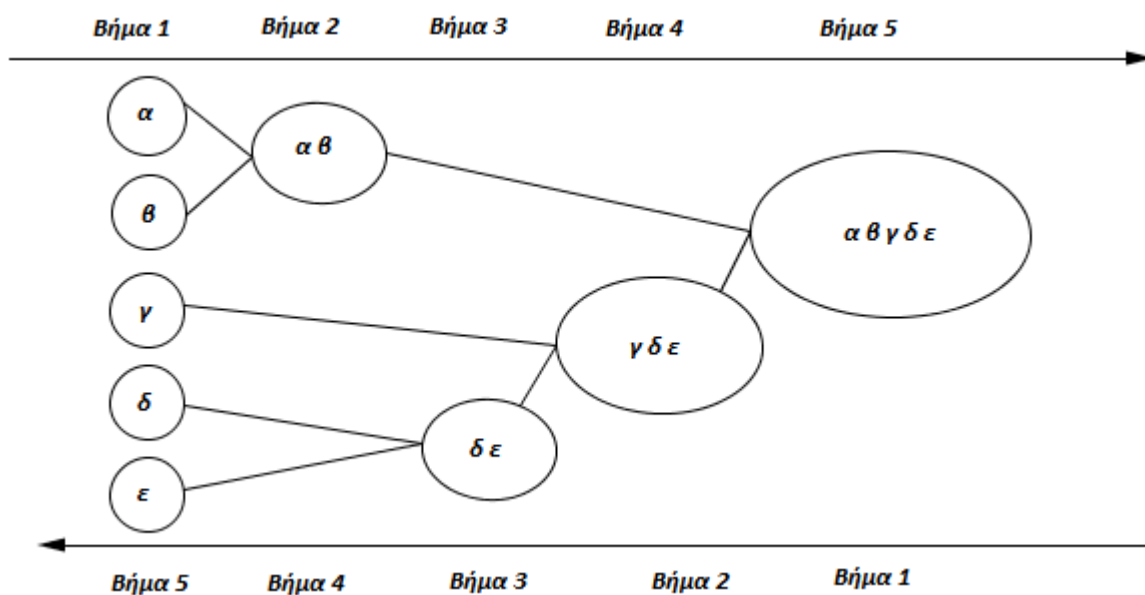 Βήμα 1 Βήμα 2 Βήμα 3 Βήμα 4 Βήμα 5
α
α β
β
α β γ δ ε
γ
γ δ ε
δ
δ ε
ε
Βήμα 5 Βήμα 4 Βήμα 3 Βήμα 2 Βήμα 1